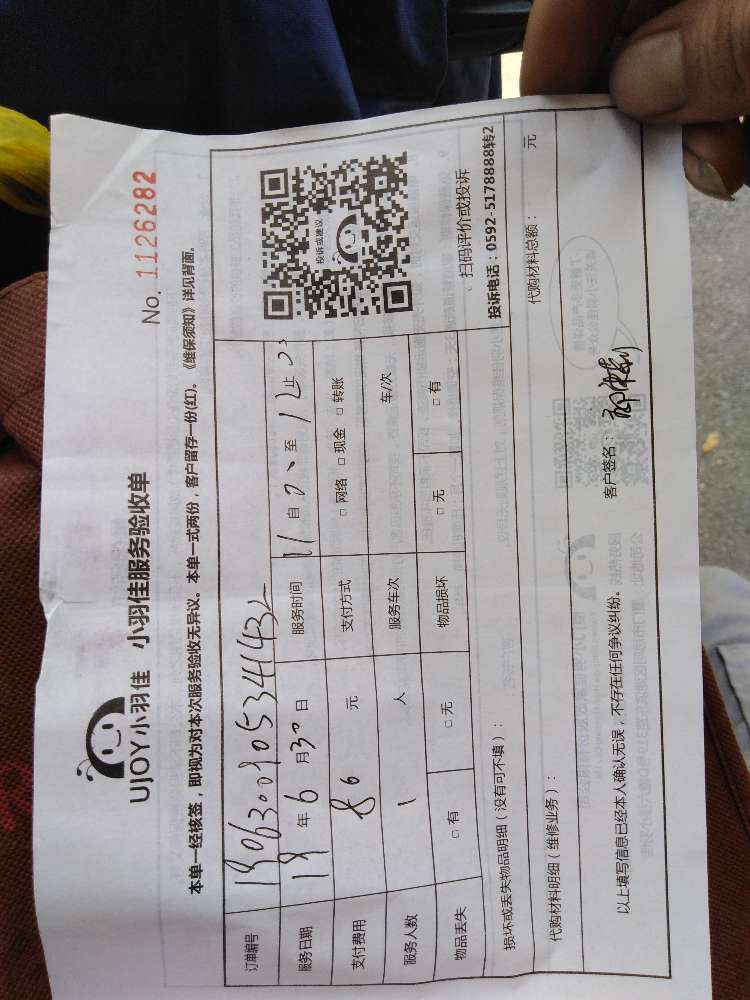 UJOY小羽佳 小羽佳服务验收单
No. 1126282
本单一经核签，即视为对本次服务验收无异议。本单一式两份，客户留存一份(红)。《维保须知》详见背面。
订单编号
服务日期 19 年 6 月 30 日 服务时间 自 至 止
支付费用 86 元 支付方式 □ 网络 □ 现金 □ 转账
服务人数 1 人 服务车次 车/次
物品丢失 □ 有 □ 无 物品损坏 □ 无 □ 有
投诉或建议
扫码评价或投诉
投诉电话：0592-5178888转2
损坏或丢失物品明细（没有可不填）：
代购材料明细（维修业务）： 代购材料总额： 元
以上填写信息已经本人确认无误，不存在任何争议纠纷。 客户签名：